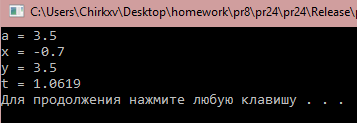 C:\Users\Chirkxv\Desktop\homework\pr8\pr24\pr24\Release\
a = 3.5
x = -0.7
y = 3.5
t = 1.0619
Для продолжения нажмите любую клавишу . . .